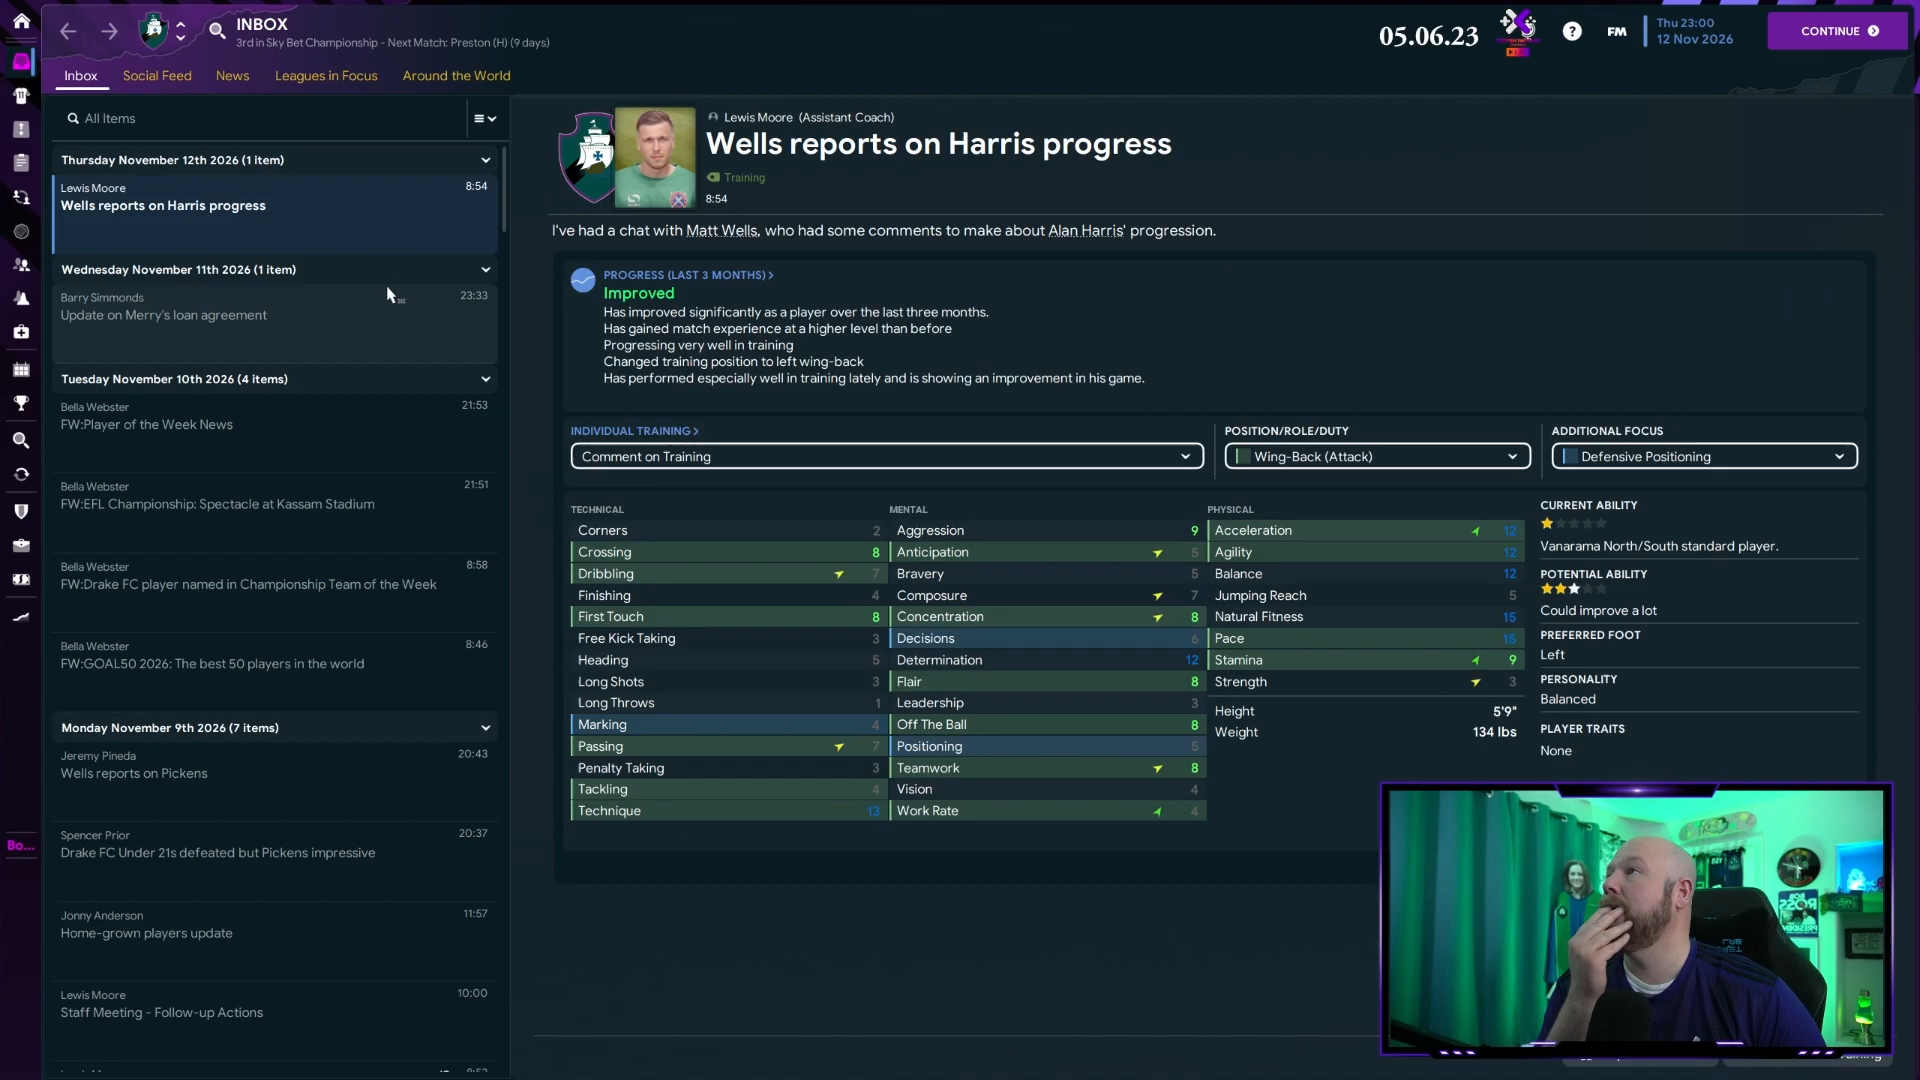 INBOX
3rd in Sky Bet Championship - Next Match: Preston (H) (9 days)
05.06.23
FM
Thu 23:00
12 Nov 2026
CONTINUE
Inbox Social Feed News Leagues in Focus Around the World
All Items
Thursday November 12th 2026 (1 item)
Lewis Moore 8:54
Wells reports on Harris progress
Wednesday November 11th 2026 (1 item)
Barry Simmonds 23:33
Update on Merry's loan agreement
Tuesday November 10th 2026 (4 items)
Bella Webster 21:53
FW:Player of the Week News
Bella Webster 21:51
FW:EFL Championship: Spectacle at Kassam Stadium
Bella Webster 8:58
FW:Drake FC player named in Championship Team of the Week
Bella Webster 8:46
FW:GOAL50 2026: The best 50 players in the world
Monday November 9th 2026 (7 items)
Jeremy Pineda 20:43
Wells reports on Pickens
Spencer Prior 20:37
Drake FC Under 21s defeated but Pickens impressive
Jonny Anderson 11:57
Home-grown players update
Lewis Moore 10:00
Staff Meeting - Follow-up Actions
Bo...
Lewis Moore (Assistant Coach)
Wells reports on Harris progress
Training
8:54
I've had a chat with Matt Wells, who had some comments to make about Alan Harris' progression.
PROGRESS (LAST 3 MONTHS) >
Improved
Has improved significantly as a player over the last three months.
Has gained match experience at a higher level than before
Progressing very well in training
Changed training position to left wing-back
Has performed especially well in training lately and is showing an improvement in his game.
INDIVIDUAL TRAINING > POSITION/ROLE/DUTY ADDITIONAL FOCUS
Comment on Training Wing-Back (Attack) Defensive Positioning
TECHNICAL
Corners 2
Crossing 8
Dribbling 7
Finishing 4
First Touch 8
Free Kick Taking 3
Heading 5
Long Shots 3
Long Throws 1
Marking 4
Passing 7
Penalty Taking 3
Tackling 4
Technique 13
MENTAL
Aggression 9
Anticipation 5
Bravery 5
Composure 7
Concentration 8
Decisions 6
Determination 12
Flair 8
Leadership 3
Off The Ball 8
Positioning 5
Teamwork 8
Vision 4
Work Rate 4
PHYSICAL
Acceleration 12
Agility 12
Balance 12
Jumping Reach 5
Natural Fitness 15
Pace 15
Stamina 9
Strength 3
Height 5'9"
Weight 134 lbs
CURRENT ABILITY
Vanarama North/South standard player.
POTENTIAL ABILITY
Could improve a lot
PREFERRED FOOT
Left
PERSONALITY
Balanced
PLAYER TRAITS
None